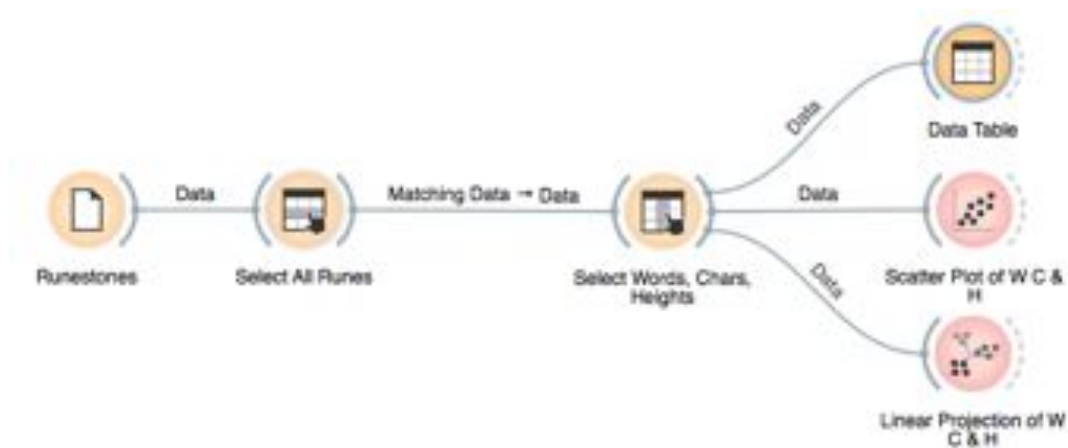 Data
Data Table
Data
Matching Data → Data
Data
Runestones
Select All Runes
Select Words, Chars,
Heights
Scatter Plot of W C &
H
Data
Linear Projection of W
C & H